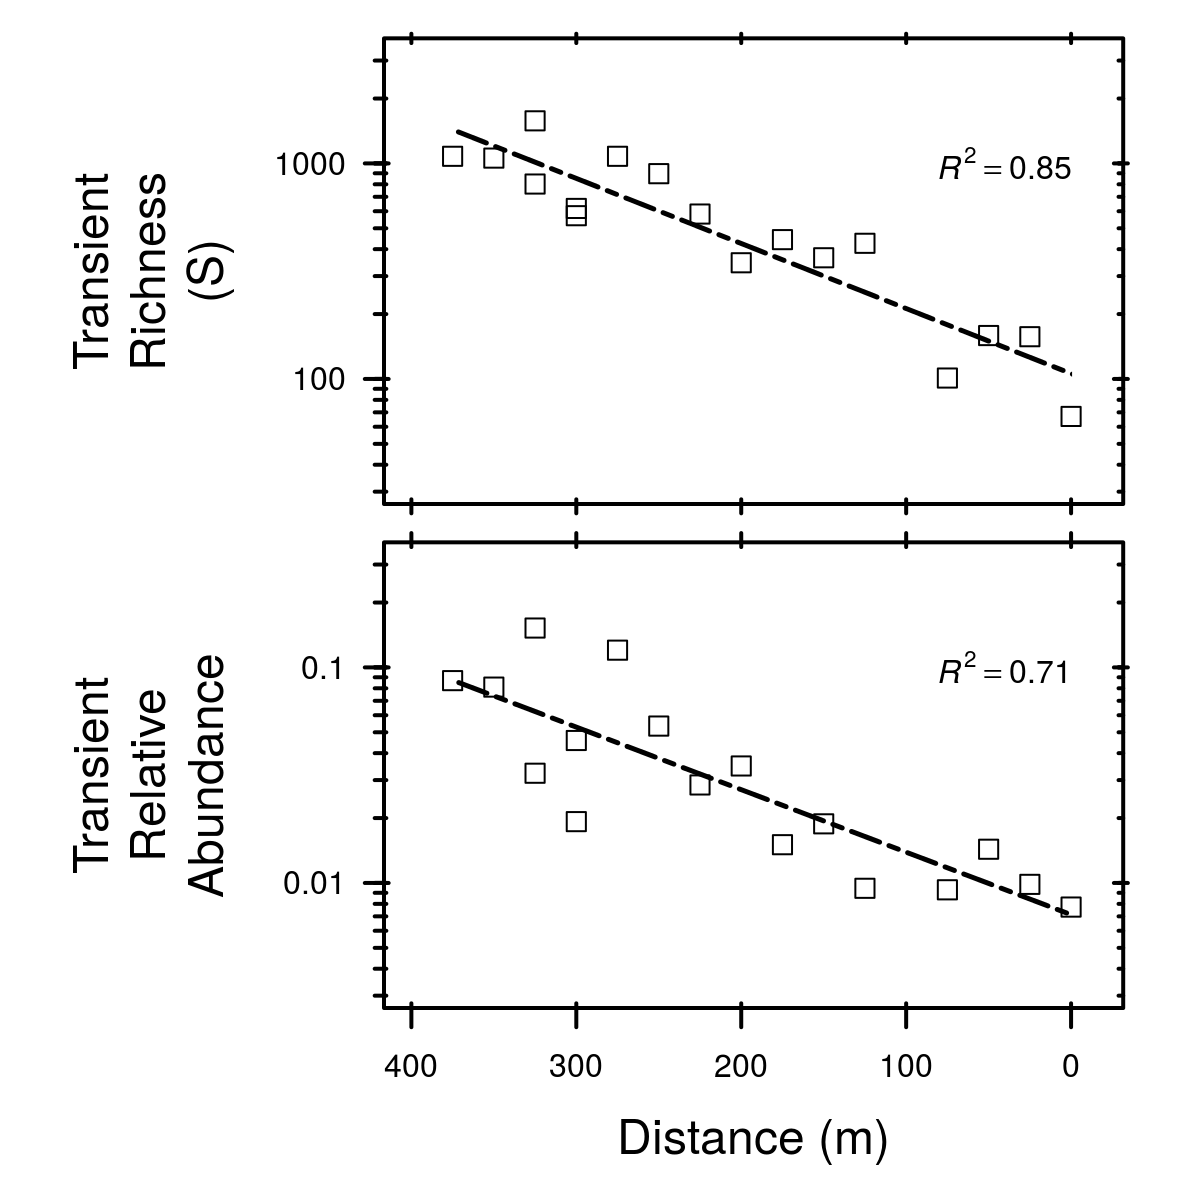 Transient
Richness
(S)
1000
100
R² = 0.85
Transient
Relative
Abundance
0.1
0.01
R² = 0.71
400 300 200 100 0
Distance (m)